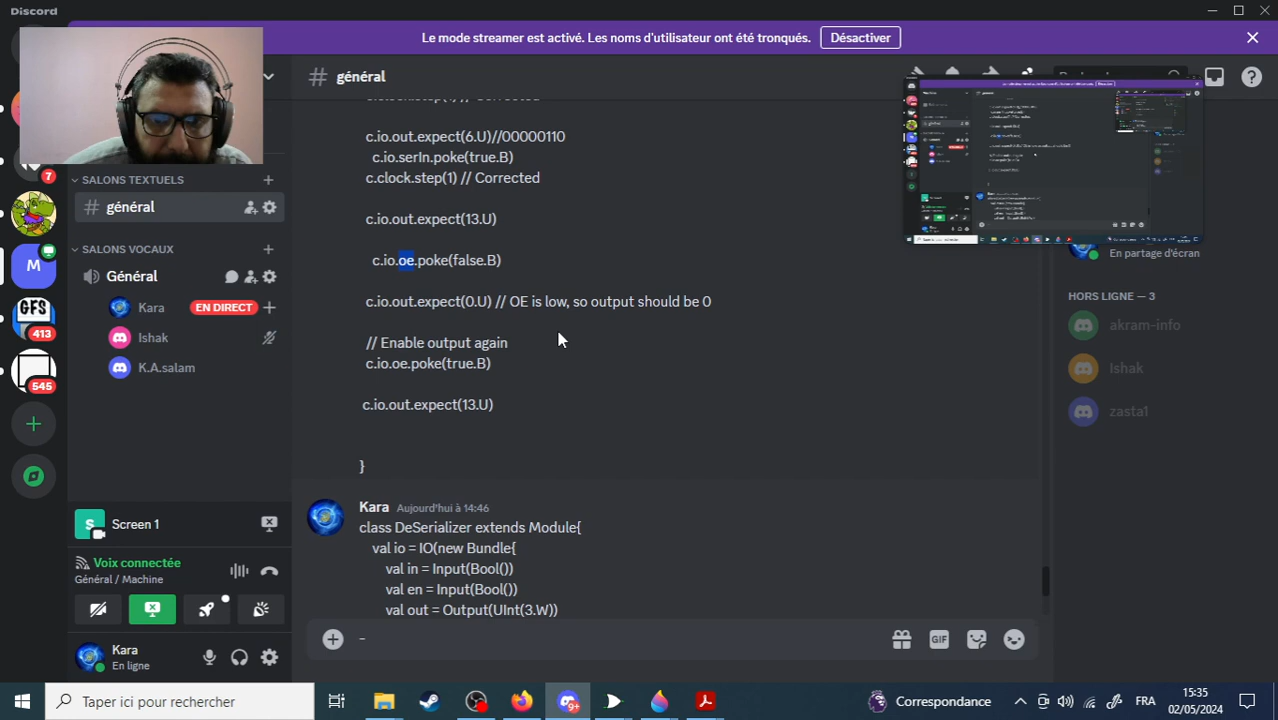 Discord
Le mode streamer est activé. Les noms d'utilisateur ont été tronqués.
Désactiver
# général
c.io.out.expect(6.U)//00000110
c.io.serIn.poke(true.B)
c.clock.step(1) // Corrected
c.io.out.expect(13.U)
c.io.oe.poke(false.B)
c.io.out.expect(0.U) // OE is low, so output should be 0
// Enable output again
c.io.oe.poke(true.B)
c.io.out.expect(13.U)
}
Kara Aujourd'hui à 14:46
class DeSerializer extends Module{
val io = IO(new Bundle{
val in = Input(Bool())
val en = Input(Bool())
val out = Output(UInt(3.W))
-
GIF
7
M
GFS
413
545
SALONS TEXTUELS
# général
SALONS VOCAUX
Général
Kara
EN DIRECT
Ishak
K.A.salam
S
Screen 1
Voix connectée
Général / Machine
Kara
En ligne
En partage d'écran
HORS LIGNE — 3
akram-info
Ishak
zasta1
Taper ici pour rechercher
9+
Correspondance
FRA
15:35
02/05/2024